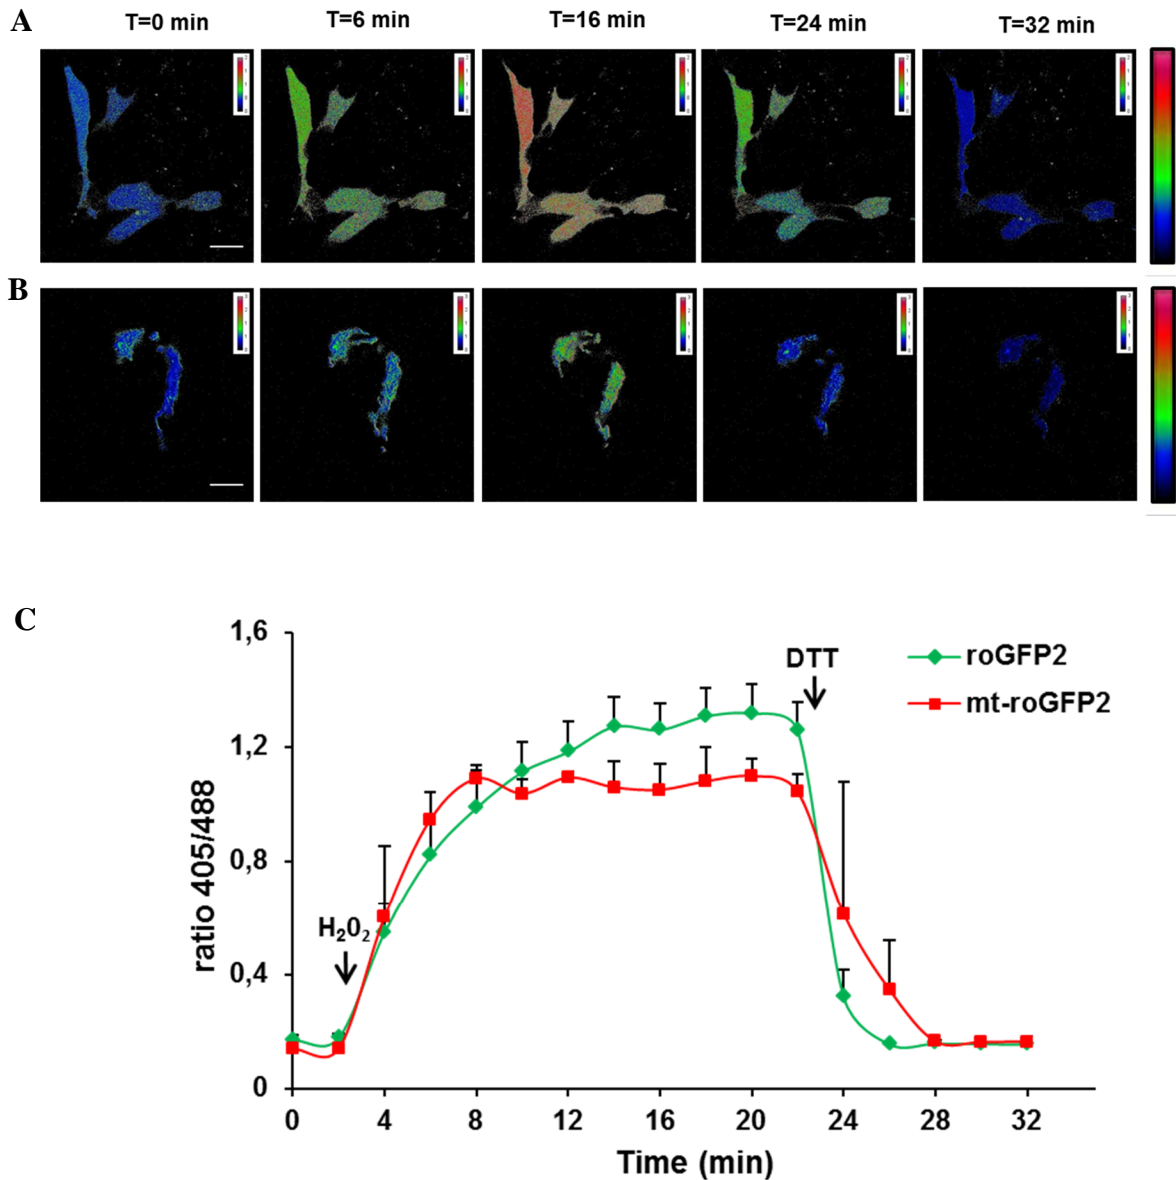 A
T=0 min
T=6 min
T=16 min
T=24 min
T=32 min
B
C
1,6
1,2
0,8
0,4
0
ratio 405/488
H₂0₂
DTT
roGFP2
mt-roGFP2
0 4 8 12 16 20 24 28 32
Time (min)